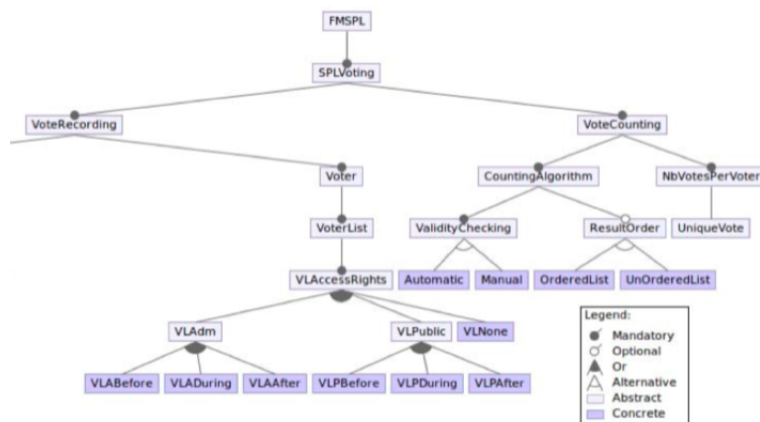 FMSPL
SPLVoting
VoteRecording
VoteCounting
Voter
CountingAlgorithm
NbVotesPerVoter
VoterList
ValidityChecking
ResultOrder
UniqueVote
VLAccessRights
Automatic
Manual
OrderedList
UnOrderedList
VLAdm
VLPublic
VLNone
VLABefore
VLADuring
VLAAfter
VLPBefore
VLPDuring
VLPAfter
Legend:
Mandatory
Optional
Or
Alternative
Abstract
Concrete